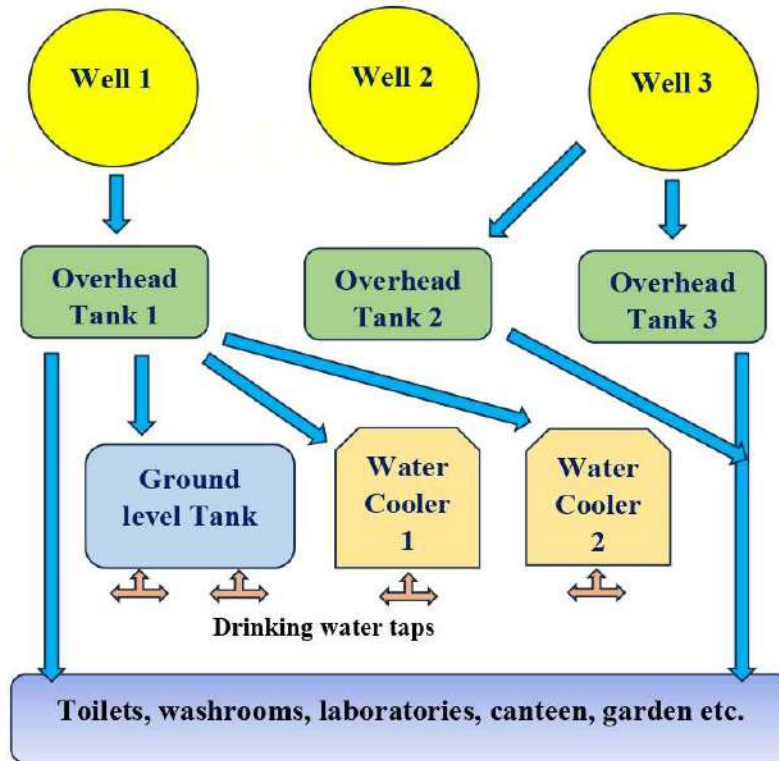 Well 1
Well 2
Well 3
Overhead
Tank 1
Overhead
Tank 2
Overhead
Tank 3
Ground
level Tank
Water
Cooler
1
Water
Cooler
2
Drinking water taps
Toilets, washrooms, laboratories, canteen, garden etc.